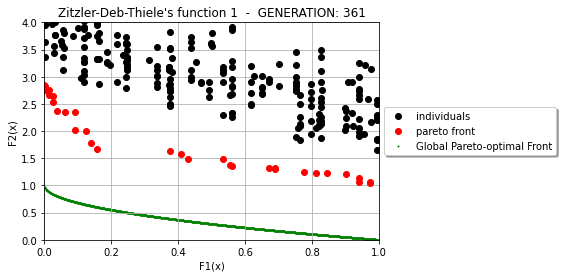 Zitzler-Deb-Thiele's function 1 - GENERATION: 361
4.0
3.5
3.0
2.5
2.0
1.5
1.0
0.5
0.0
F2(x)
0.0 0.2 0.4 0.6 0.8 1.0
F1(x)
individuals
pareto front
Global Pareto-optimal Front